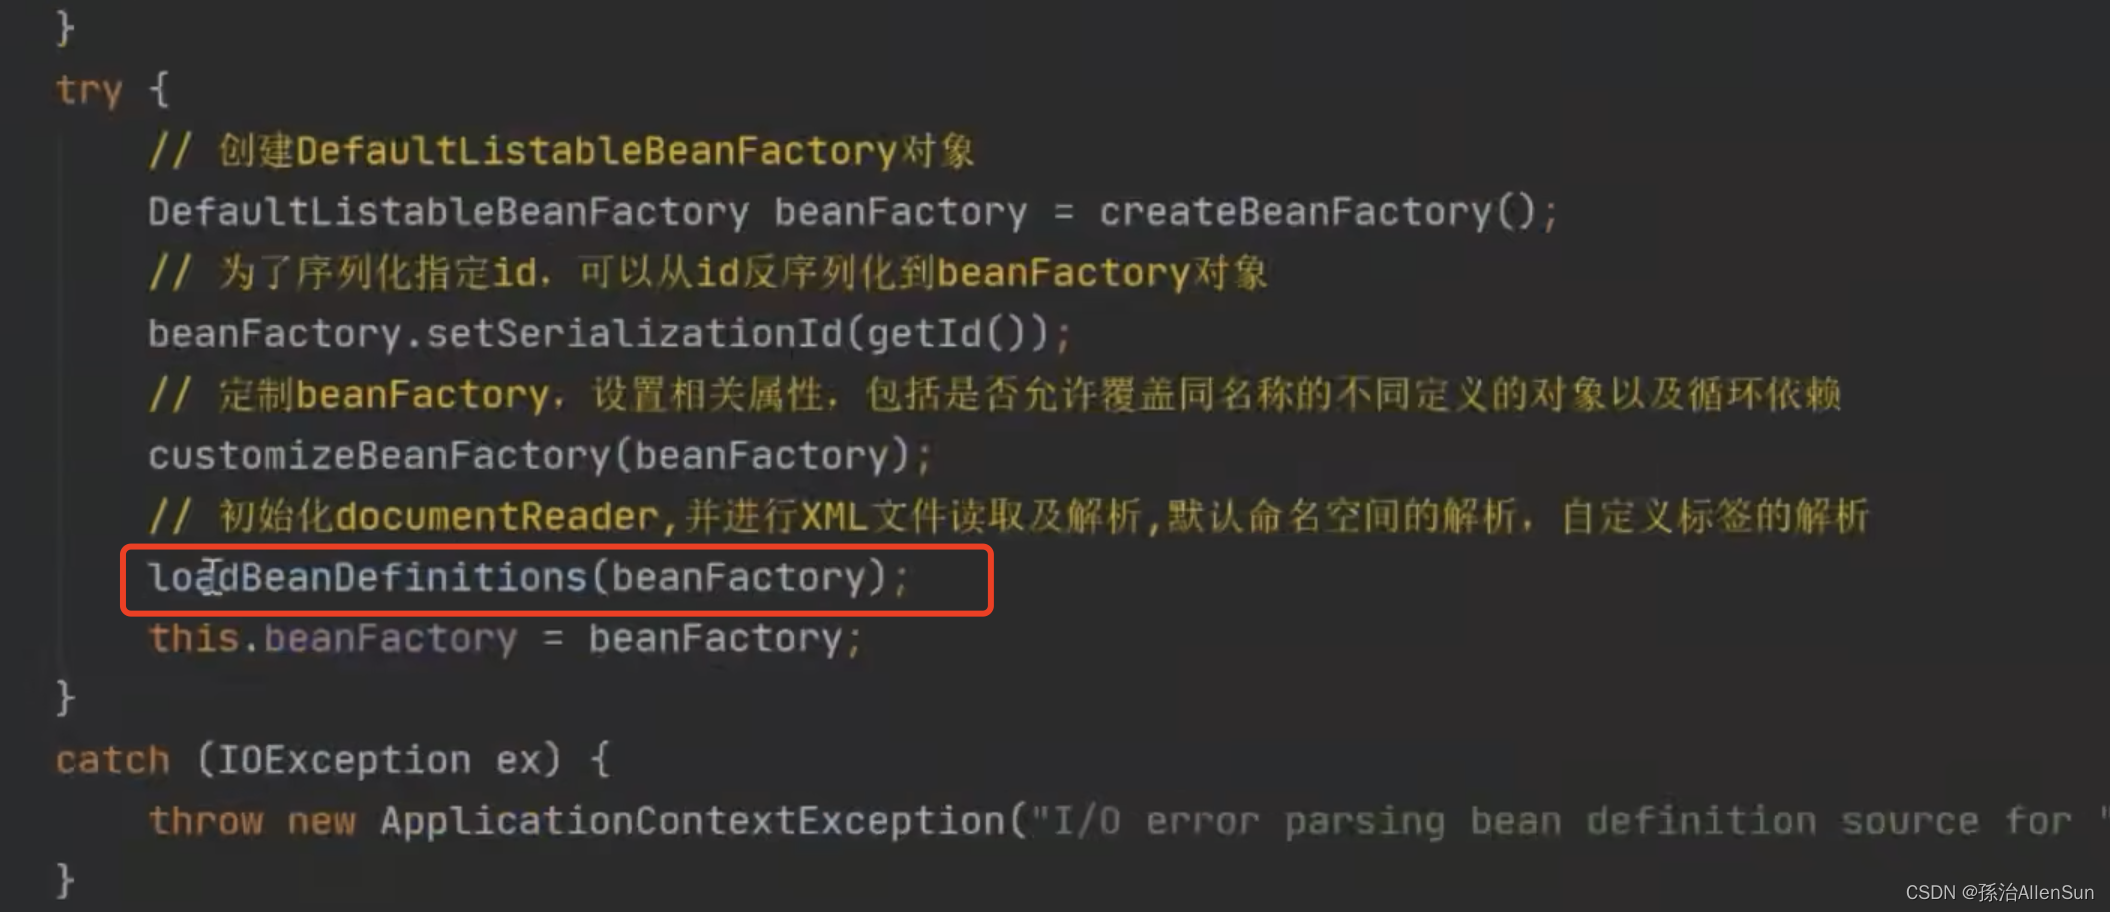 }
try {
// 创建DefaultListableBeanFactory对象
DefaultListableBeanFactory beanFactory = createBeanFactory();
// 为了序列化指定id，可以从id反序列化到beanFactory对象
beanFactory.setSerializationId(getId());
// 定制beanFactory，设置相关属性，包括是否允许覆盖同名称的不同定义的对象以及循环依赖
customizeBeanFactory(beanFactory);
// 初始化documentReader,并进行XML文件读取及解析,默认命名空间的解析，自定义标签的解析
loadBeanDefinitions(beanFactory);
this.beanFactory = beanFactory;
}
catch (IOException ex) {
throw new ApplicationContextException("I/O error parsing bean definition source for "
}
CSDN @孫治AllenSun